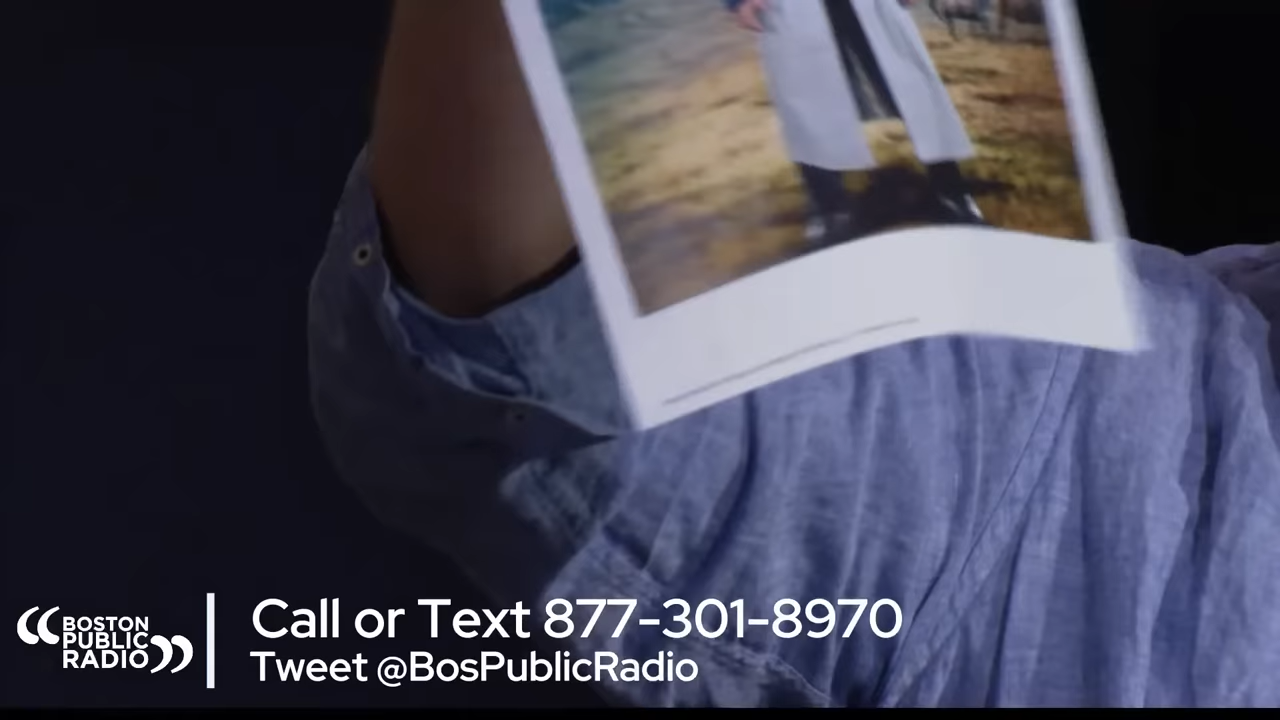 BOSTON
PUBLIC
RADIO
Call or Text 877-301-8970
Tweet @BosPublicRadio